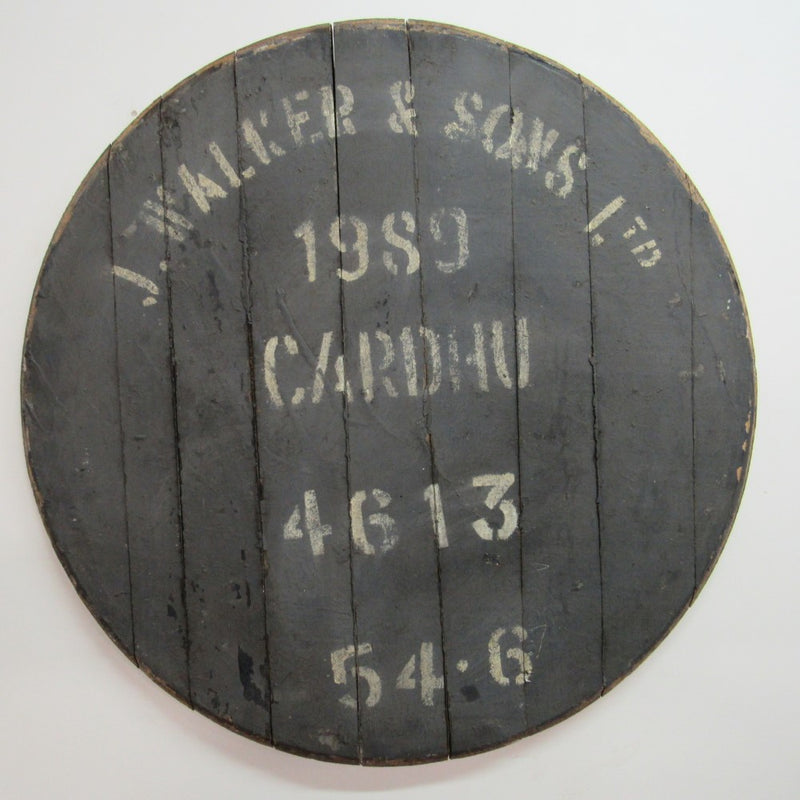 J. WALKER & SONS LTD
1989
CARDHU
4613
54·6